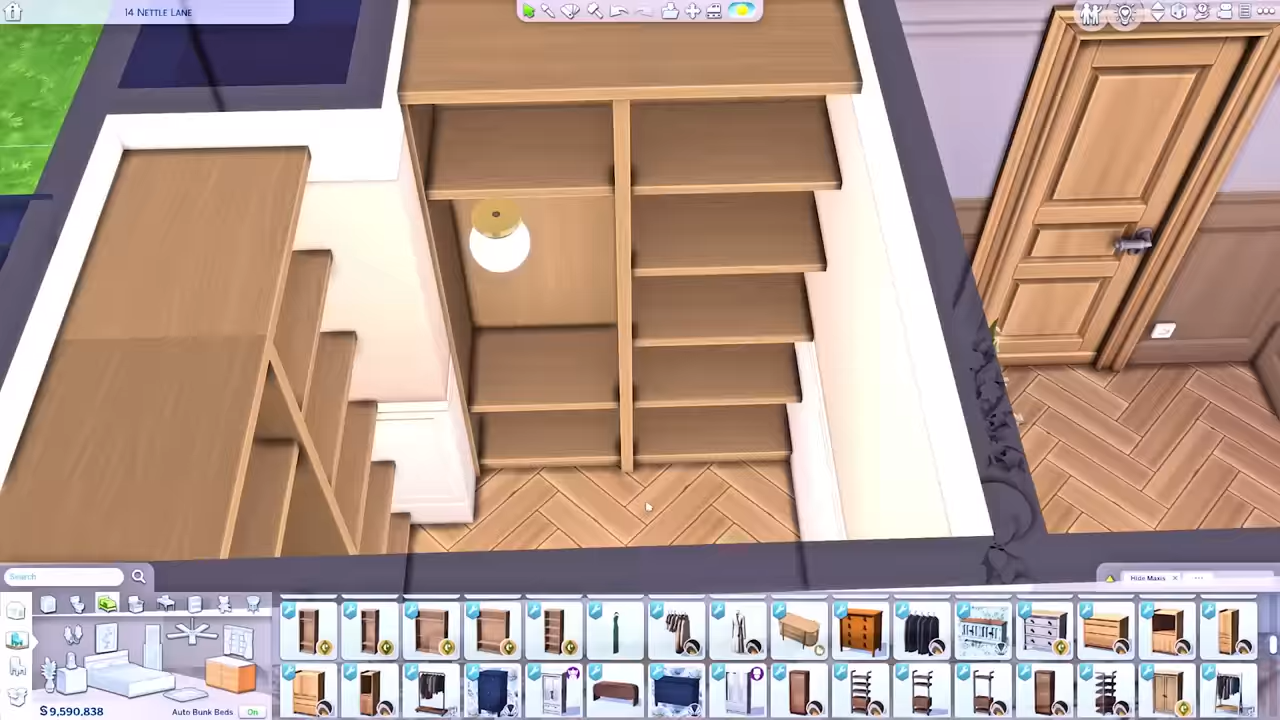 14 NETTLE LANE
Search
Hide Maxis
$9,590,838
Auto Bunk Beds
On